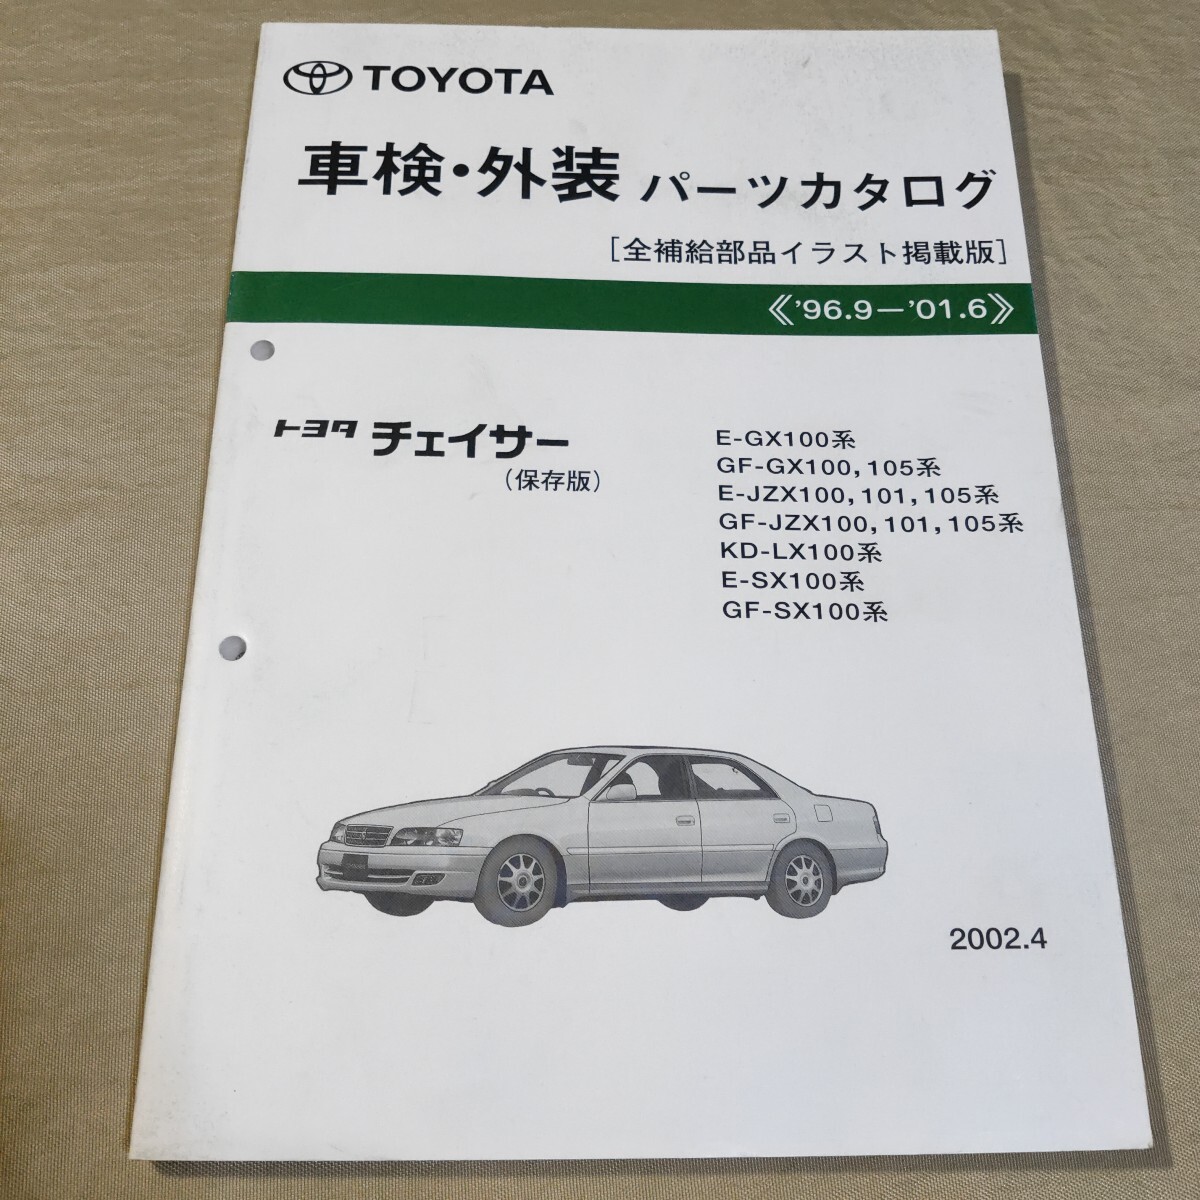 TOYOTA
車検・外装 パーツカタログ
[全補給部品イラスト掲載版]
《'96.9－'01.6》
トヨタ チェイサー
(保存版)
E-GX100系
GF-GX100,105系
E-JZX100,101,105系
GF-JZX100,101,105系
KD-LX100系
E-SX100系
GF-SX100系
2002.4